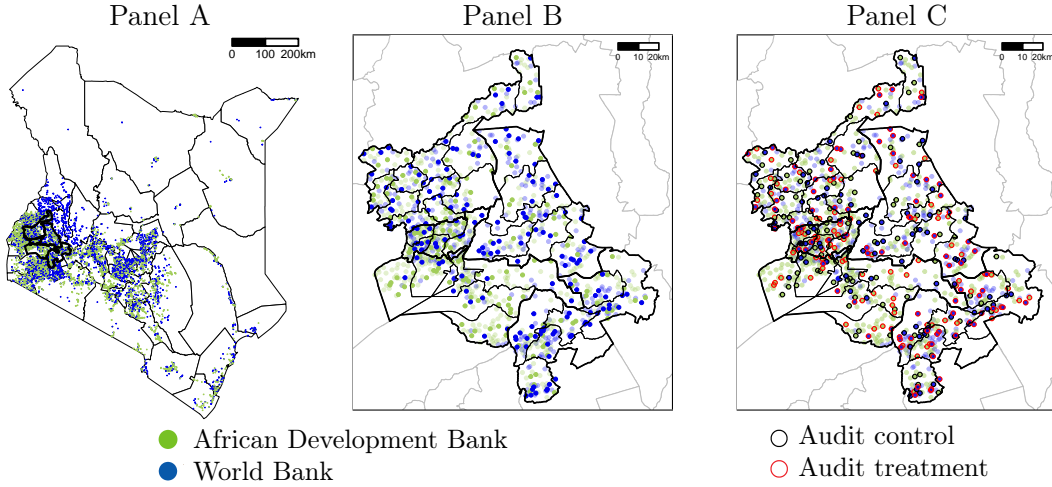 Panel A
Panel B
Panel C
0 100 200km
0 10 20km
0 10 20km
African Development Bank
World Bank
Audit control
Audit treatment